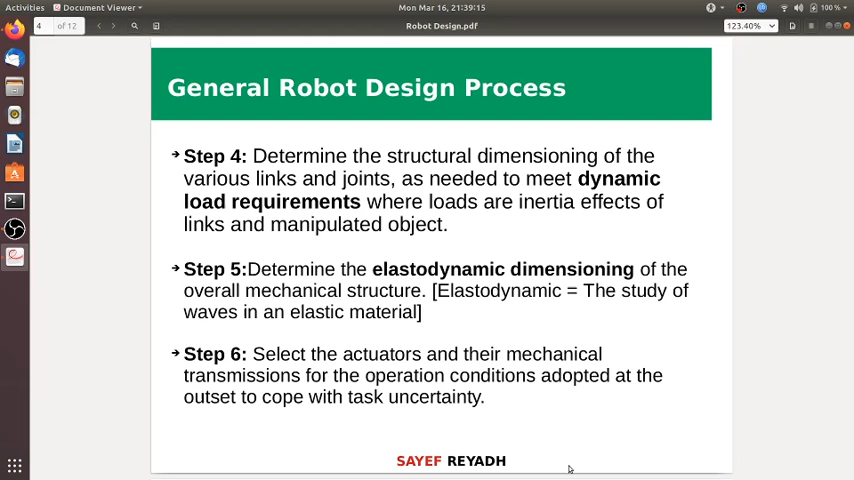 Activities Document Viewer Mon Mar 16, 21:39:15 100 %
4 of 12 Robot Design.pdf 123.40%
General Robot Design Process
Step 4: Determine the structural dimensioning of the
various links and joints, as needed to meet dynamic
load requirements where loads are inertia effects of
links and manipulated object.
Step 5:Determine the elastodynamic dimensioning of the
overall mechanical structure. [Elastodynamic = The study of
waves in an elastic material]
Step 6: Select the actuators and their mechanical
transmissions for the operation conditions adopted at the
outset to cope with task uncertainty.
SAYEF REYADH